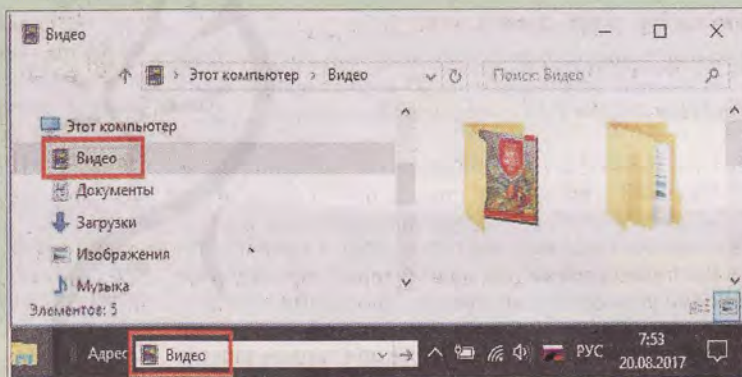 Видео
Этот компьютер > Видео
Поиск: Видео
Этот компьютер
Видео
Документы
Загрузки
Изображения
Музыка
Элементов: 5
Адрес Видео РУС 7:53
20.08.2017